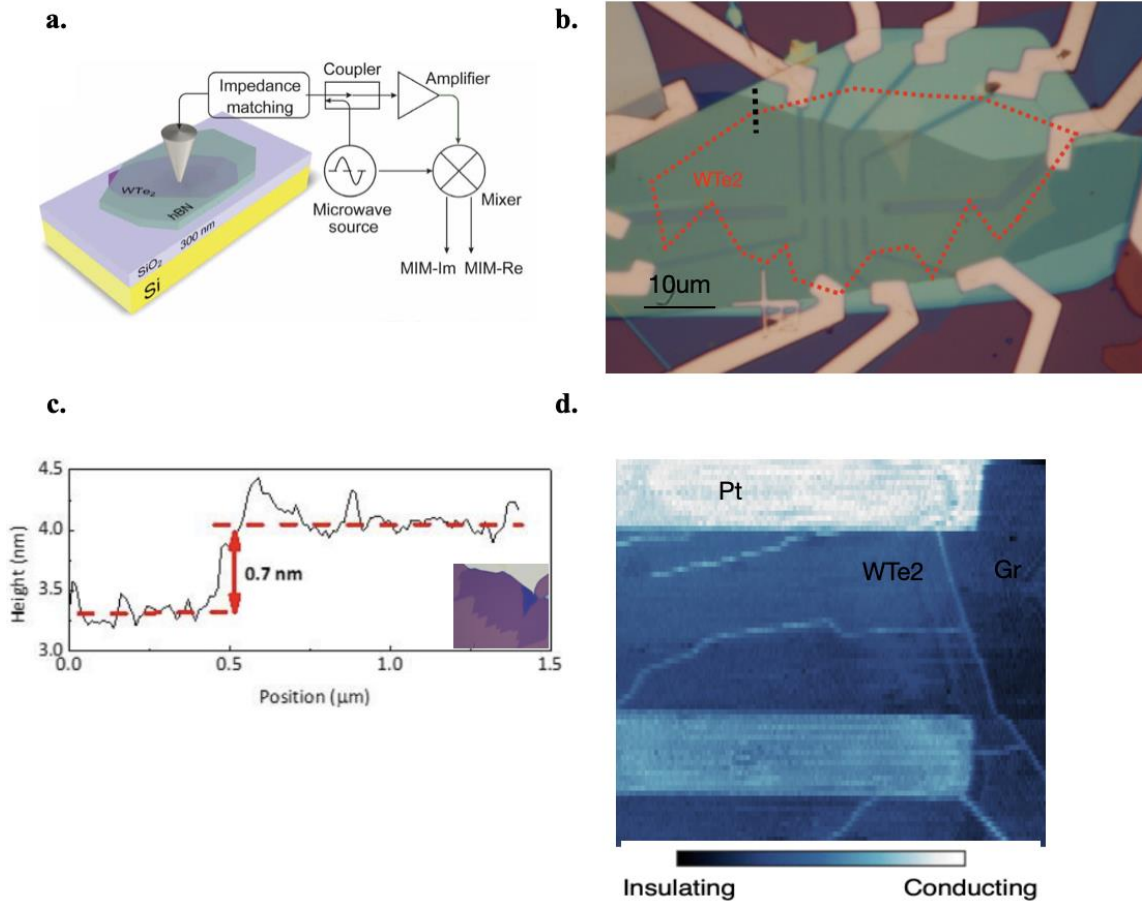 a.
Impedance
matching
Coupler
Amplifier
Microwave
source
Mixer
MIM-Im MIM-Re
WTe₂
hBN
300 nm
SiO₂
Si
b.
WTe2
10um
c.
Height (nm)
4.5
4.0
3.5
3.0
0.7 nm
0.0 0.5 1.0 1.5
Position (μm)
d.
Pt
WTe2
Gr
Insulating Conducting